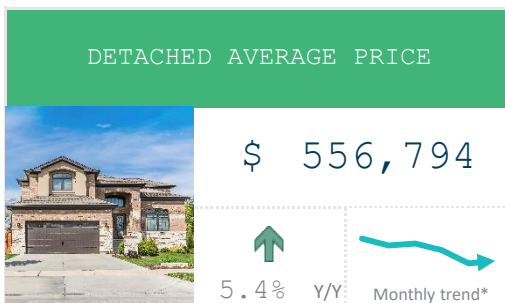 DETACHED AVERAGE PRICE
$ 556,794
5.4% Y/Y
Monthly trend*